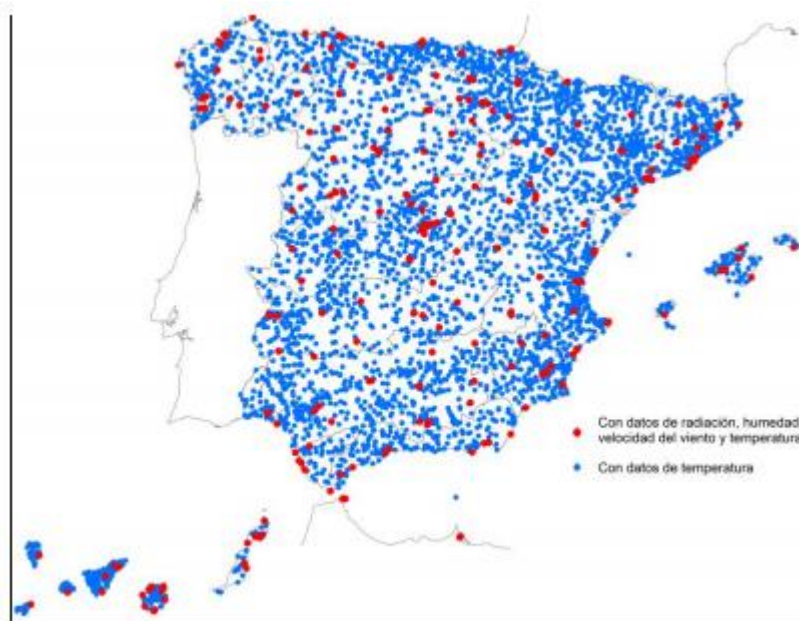 Con datos de radiación, humedad
velocidad del viento y temperatura
Con datos de temperatura